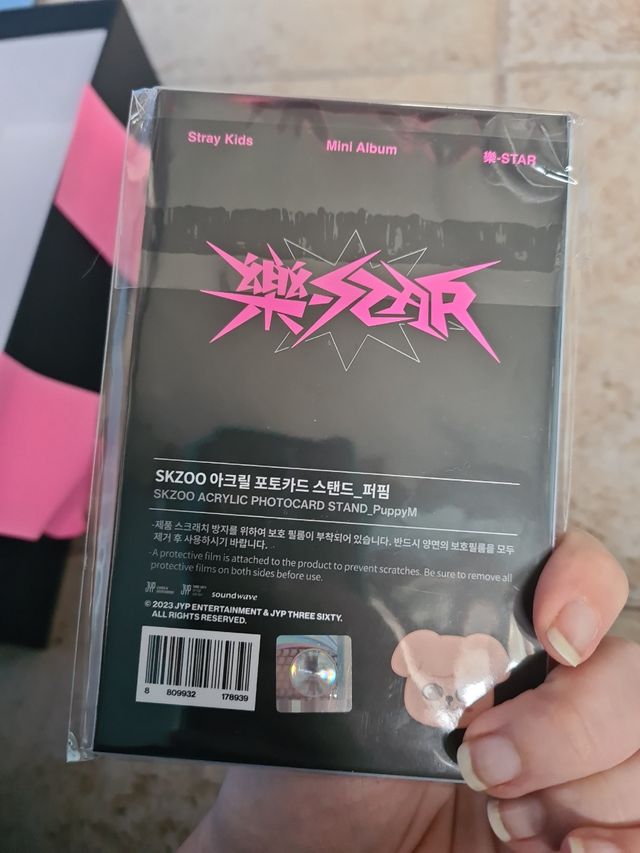 Stray Kids Mini Album 樂-STAR
樂-STAR
SKZOO 아크릴 포토카드 스탠드_퍼핌
SKZOO ACRYLIC PHOTOCARD STAND_PuppyM
-제품 스크래치 방지를 위하여 보호 필름이 부착되어 있습니다. 반드시 양면의 보호필름을 모두
제거 후 사용하시기 바랍니다.
-A protective film is attached to the product to prevent scratches. Be sure to remove all
protective films on both sides before use.
JYP JYP soundwave
© 2023 JYP ENTERTAINMENT & JYP THREE SIXTY.
ALL RIGHTS RESERVED.
8 809932 178939